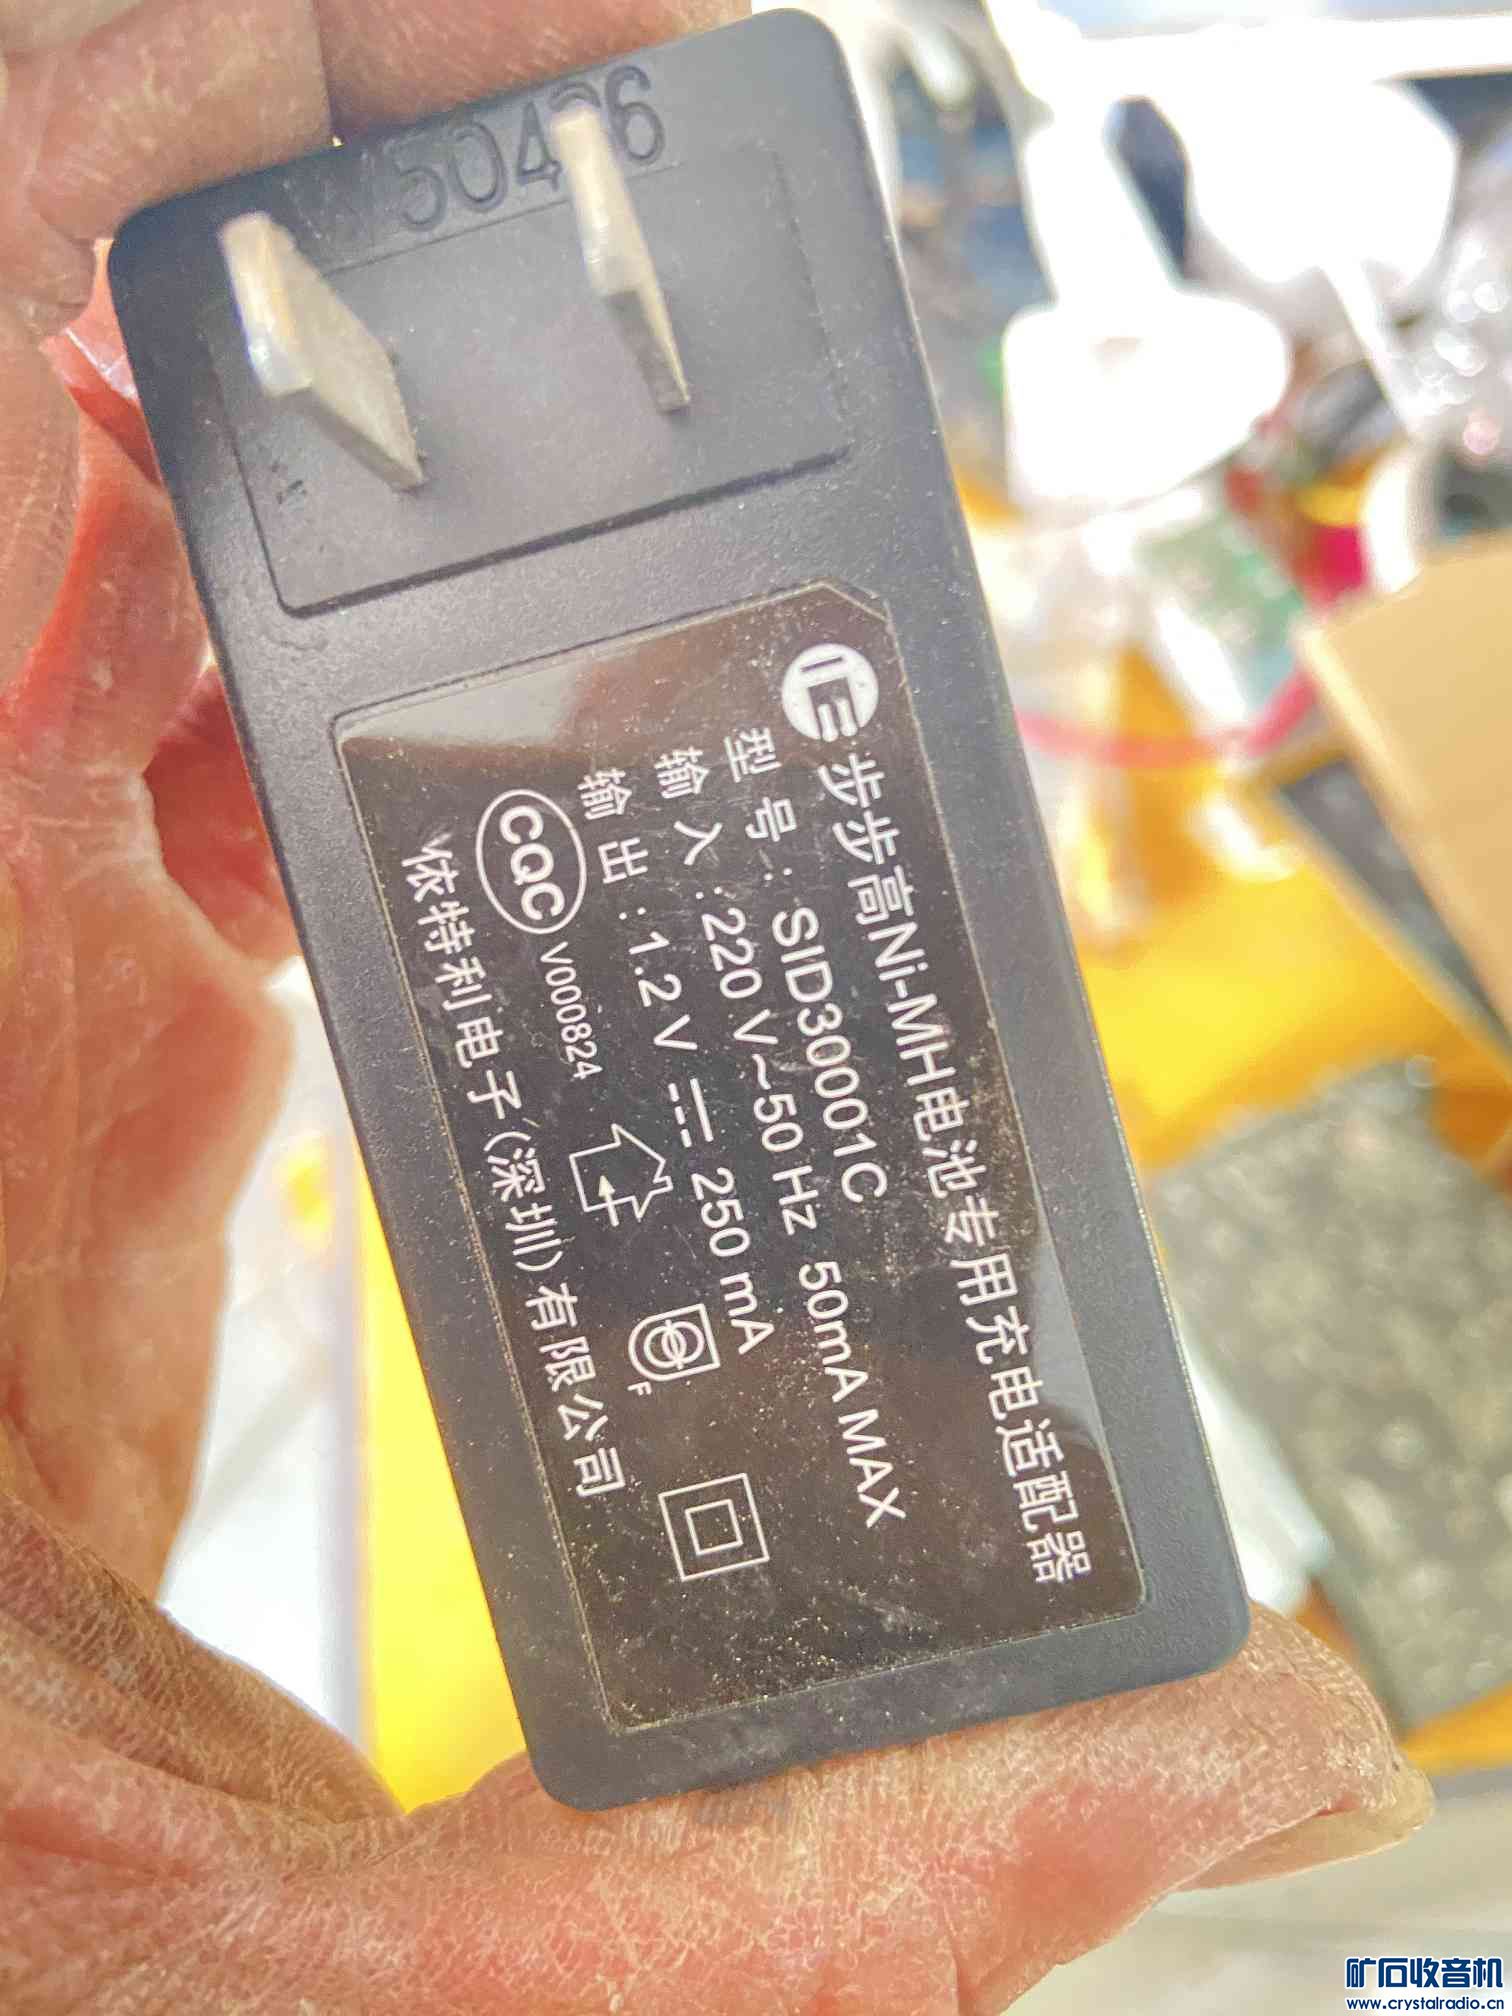 步步高Ni-MH电池专用充电适配器
型号:SID30001C
输入:220 V~50 Hz 50mA MAX
输出:1.2 V 250 mA
CQC V000824
F
依特利电子(深圳)有限公司
矿石收音机
www.crystalradio.cn